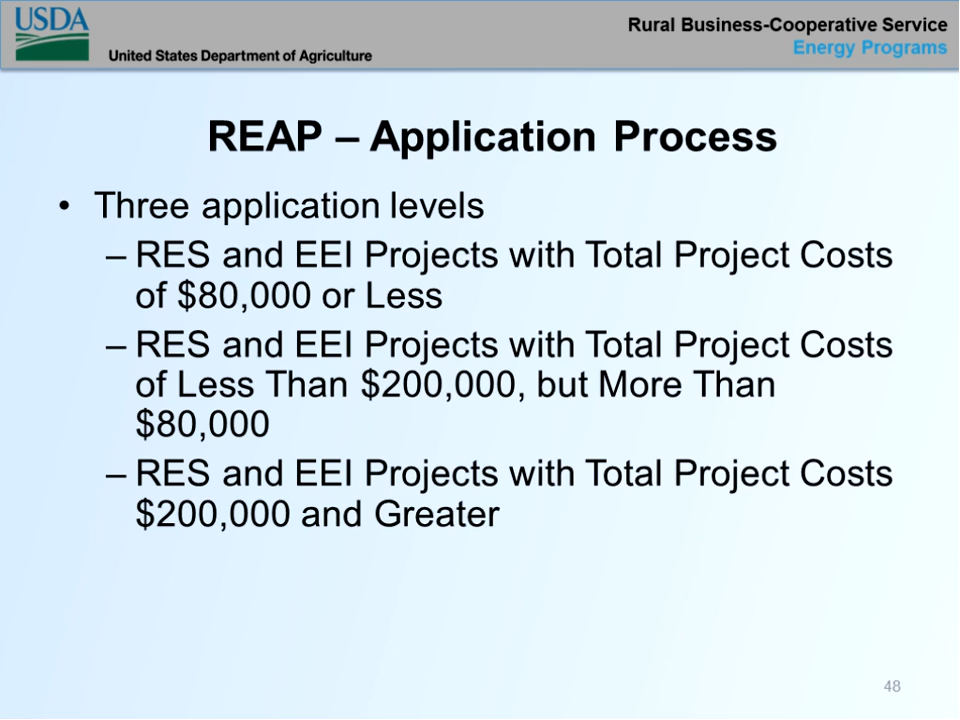 USDA
United States Department of Agriculture
Rural Business-Cooperative Service
Energy Programs
REAP – Application Process
• Three application levels
– RES and EEI Projects with Total Project Costs
of $80,000 or Less
– RES and EEI Projects with Total Project Costs
of Less Than $200,000, but More Than
$80,000
– RES and EEI Projects with Total Project Costs
$200,000 and Greater
48